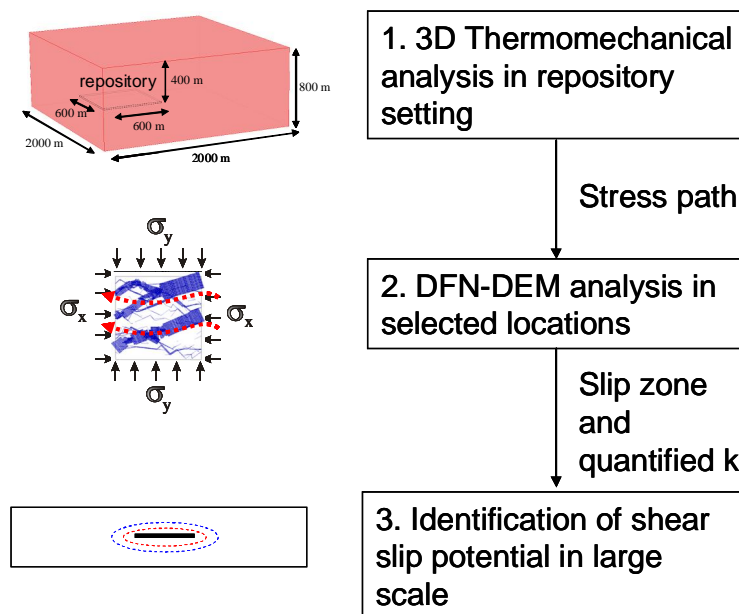 repository
400 m
800 m
600 m
600 m
2000 m
2000 m
1. 3D Thermomechanical
analysis in repository
setting
Stress path
σy
σx
σx
σy
2. DFN-DEM analysis in
selected locations
Slip zone
and
quantified k
3. Identification of shear
slip potential in large
scale